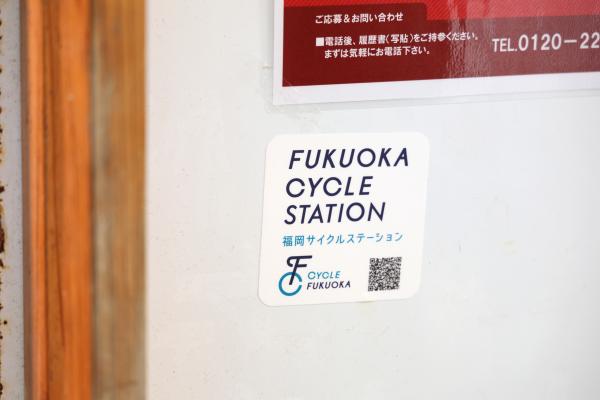 ご応募&お問い合わせ
■電話後、履歴書(写貼)をご持参ください。
まずは気軽にお電話下さい。
TEL.0120-22
FUKUOKA
CYCLE
STATION
福岡サイクルステーション
FC
CYCLE
FUKUOKA